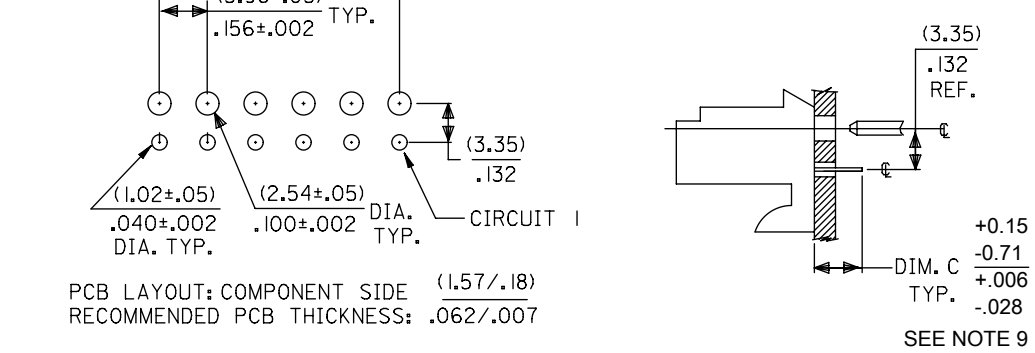 TYP.
.156±.002
(3.35)
.132
(1.02±.05)
.040±.002
DIA. TYP.
(2.54±.05)
.100±.002
DIA.
TYP.
CIRCUIT 1
PCB LAYOUT: COMPONENT SIDE
RECOMMENDED PCB THICKNESS:
(1.57/.18)
.062/.007
(3.35)
.132
REF.
DIM. C
TYP.
+0.15
-0.71
+.006
-.028
SEE NOTE 9